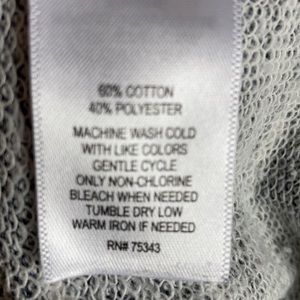 60% COTTON
40% POLYESTER
MACHINE WASH COLD
WITH LIKE COLORS
GENTLE CYCLE
ONLY NON-CHLORINE
BLEACH WHEN NEEDED
TUMBLE DRY LOW
WARM IRON IF NEEDED
RN# 75343